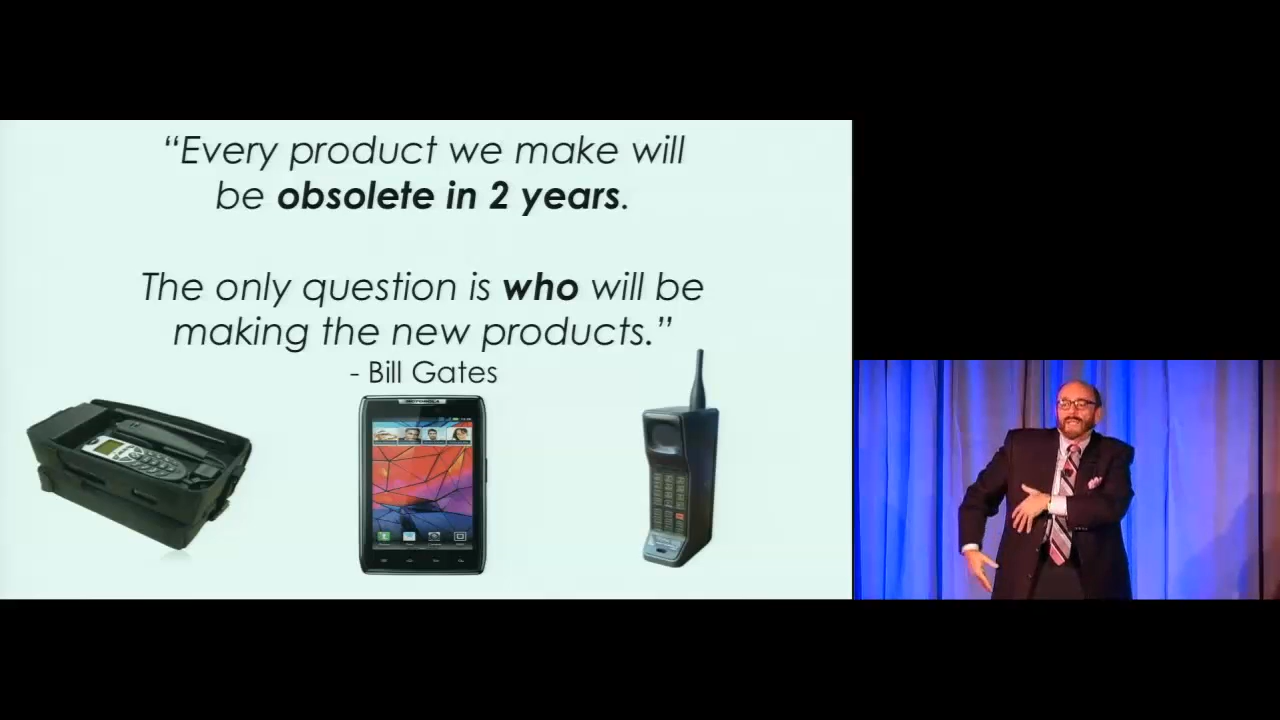 “Every product we make will
be obsolete in 2 years.
The only question is who will be
making the new products.”
- Bill Gates
MOTOROLA